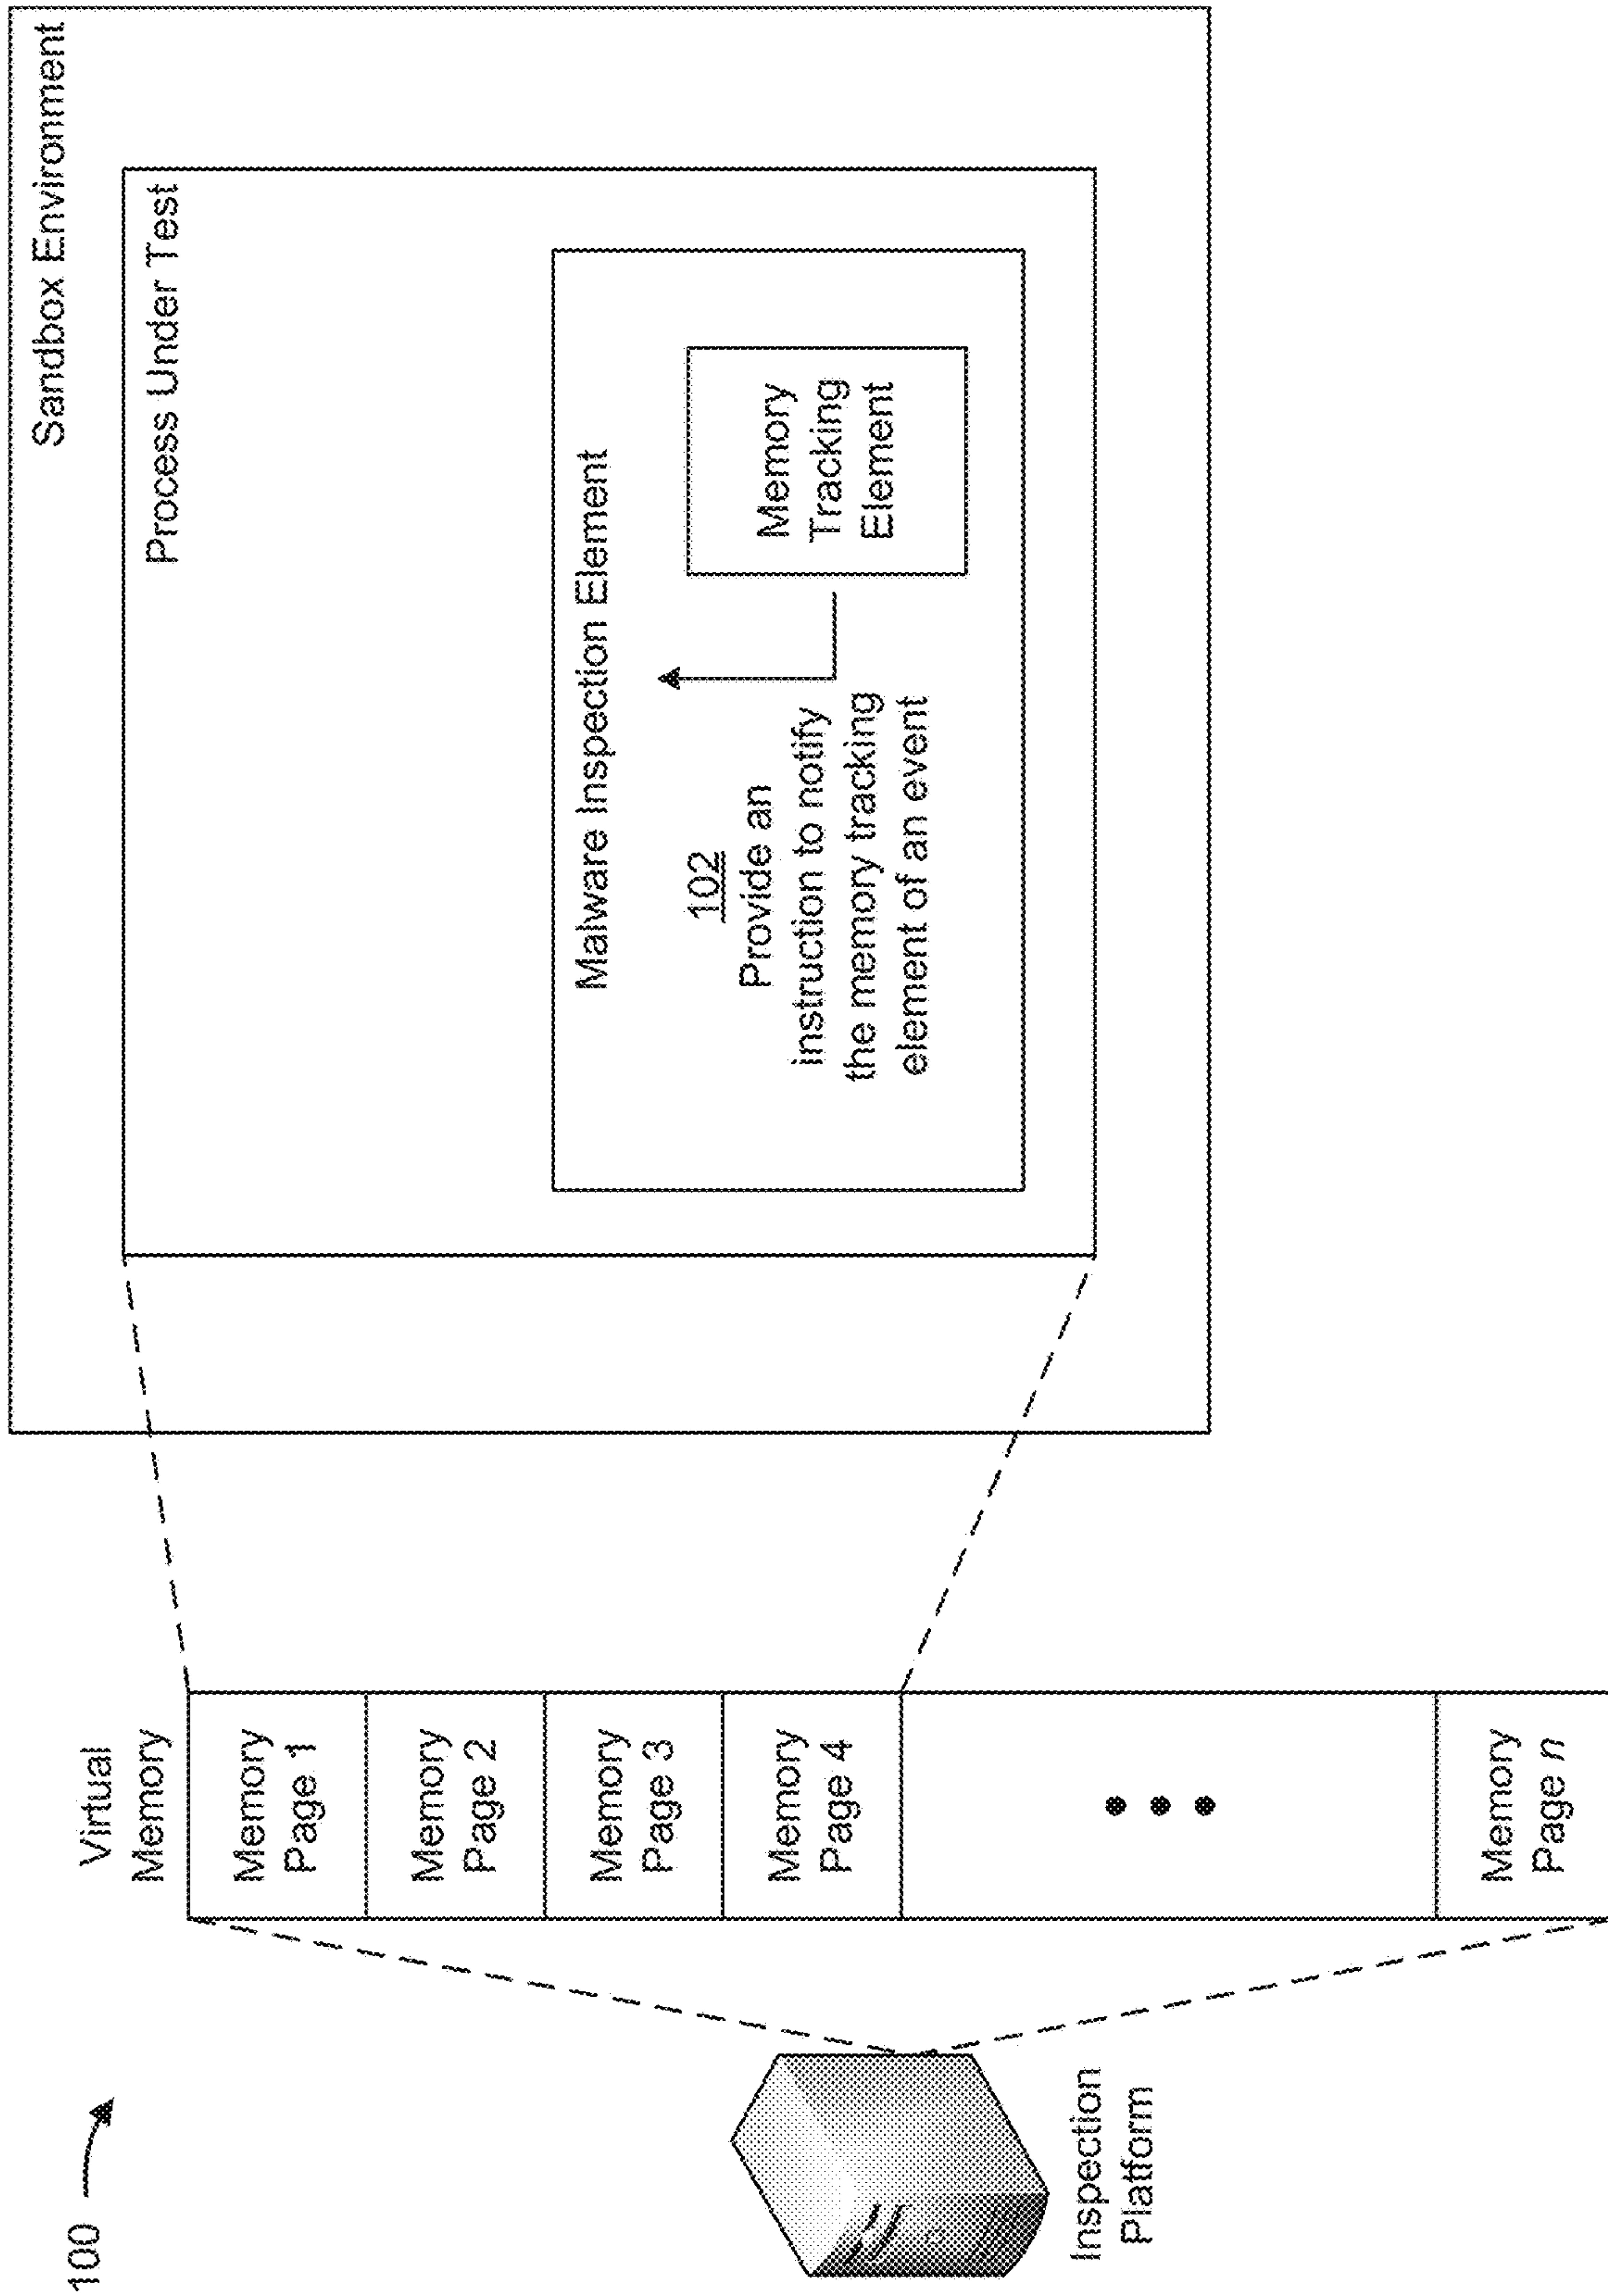 100
Inspection
Platform
Virtual
Memory
Memory
Page 1
Memory
Page 2
Memory
Page 3
Memory
Page 4
Memory
Page n
Sandbox Environment
Process Under Test
Malware Inspection Element
102
Provide an
instruction to notify
the memory tracking
element of an event
Memory
Tracking
Element